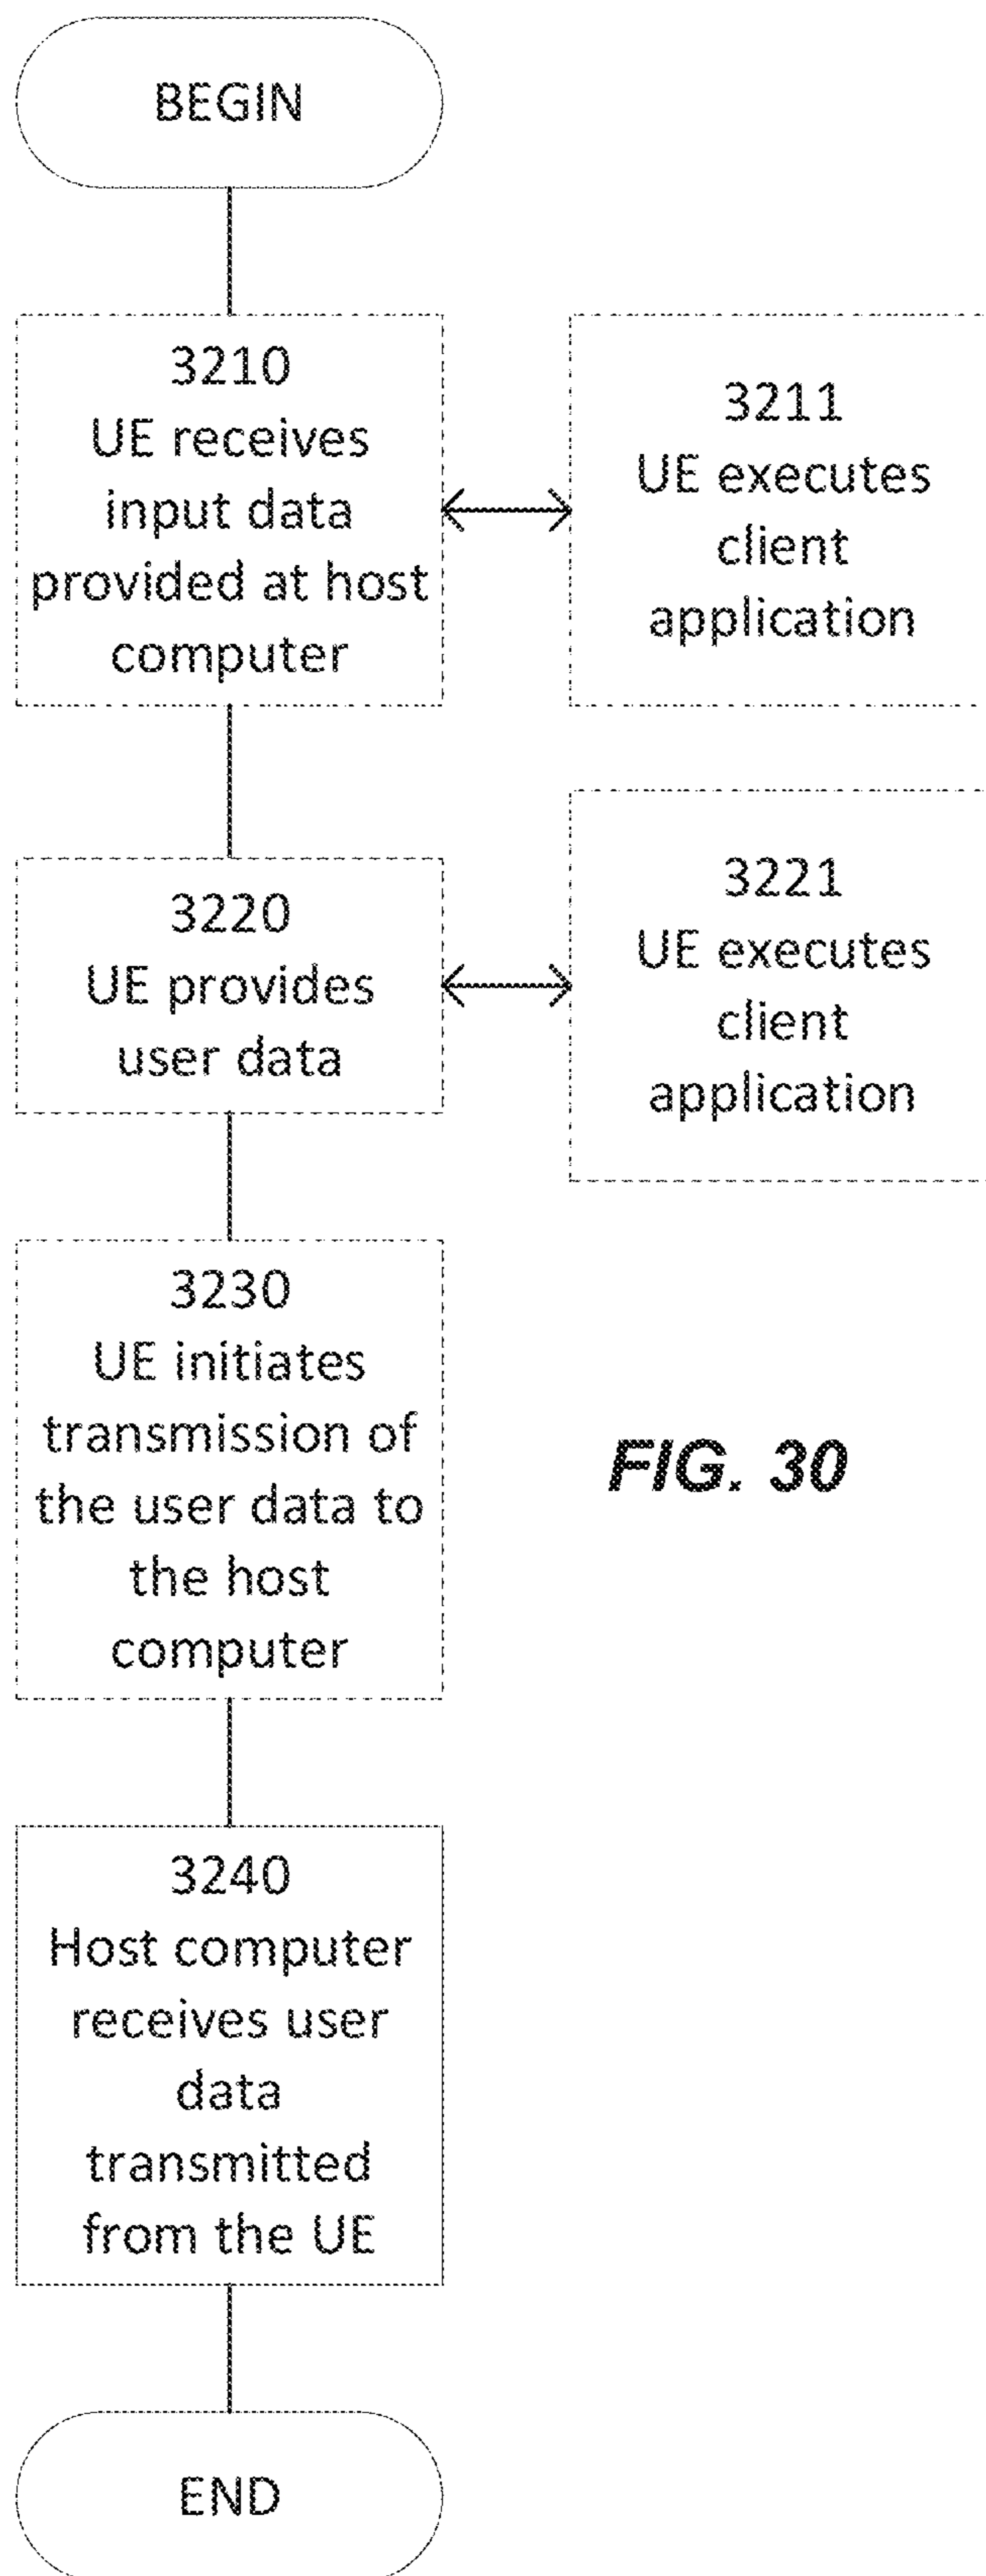 BEGIN
3210
UE receives
input data
provided at host
computer
3211
UE executes
client
application
3220
UE provides
user data
3221
UE executes
client
application
3230
UE initiates
transmission of
the user data to
the host
computer
FIG. 30
3240
Host computer
receives user
data
transmitted
from the UE
END